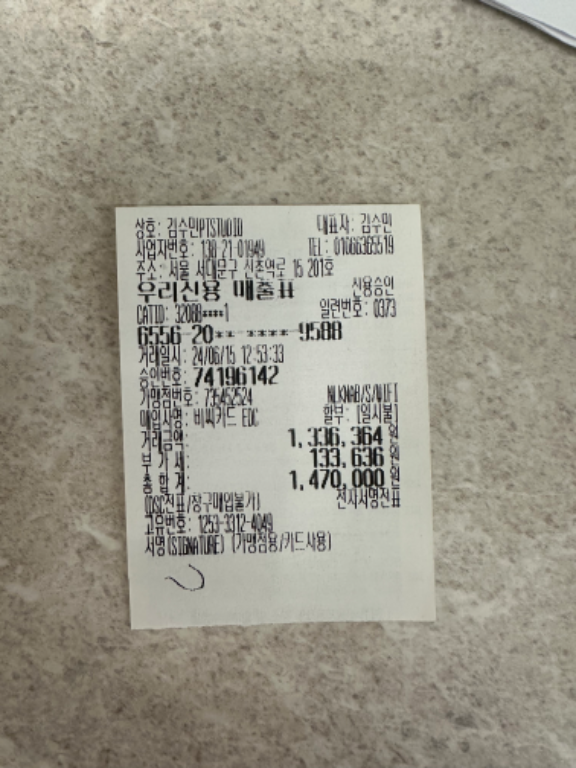 상호: 김수민PTSTUDIO 대표자: 김수민
사업자번호: 138-21-01949 TEL: 01066365519
주소: 서울 서대문구 신촌역로 15 201호
우리신용 매출표 신용승인
CATID: 32088****1 일련번호: 0373
6556-20**-****-9588
거래일시: 24/06/15 12:53:33
승인번호: 74196142
가맹점번호: 735452524 NLKNAB/S/WIFI
매입사명: 비씨카드 EDC 할부: [일시불]
거래금액: 1,336,364 원
부 가 세: 133,636 원
총 합 계: 1,470,000 원
(DSC전표/청구매입불가) 전자서명전표
고유번호: 1253-3312-4049
서명(SIGNATURE) (가맹점용/카드사용)